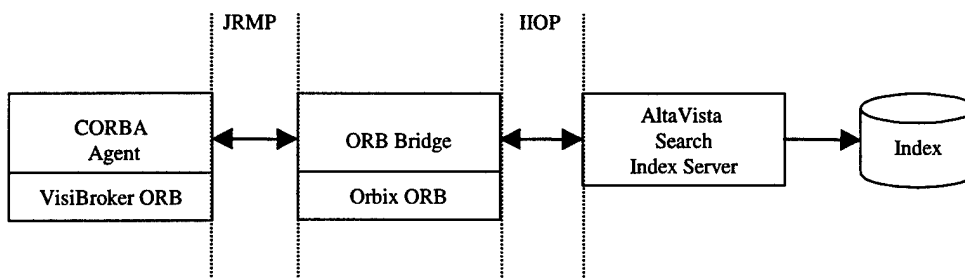 JRMP
IIOP
CORBA
Agent
VisiBroker ORB
ORB Bridge
Orbix ORB
AltaVista
Search
Index Server
Index